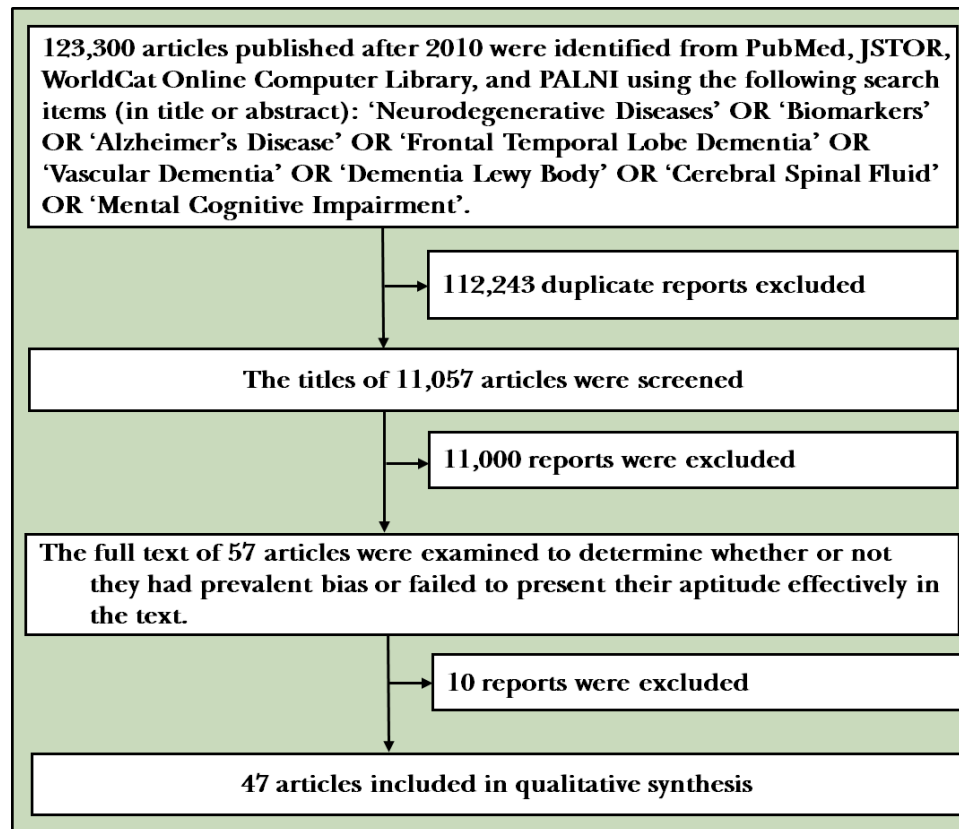 123,300 articles published after 2010 were identified from PubMed, JSTOR,
WorldCat Online Computer Library, and PALNI using the following search
items (in title or abstract): ‘Neurodegenerative Diseases’ OR ‘Biomarkers’
OR ‘Alzheimer’s Disease’ OR ‘Frontal Temporal Lobe Dementia’ OR
‘Vascular Dementia’ OR ‘Dementia Lewy Body’ OR ‘Cerebral Spinal Fluid’
OR ‘Mental Cognitive Impairment’.
112,243 duplicate reports excluded
The titles of 11,057 articles were screened
11,000 reports were excluded
The full text of 57 articles were examined to determine whether or not
they had prevalent bias or failed to present their aptitude effectively in
the text.
10 reports were excluded
47 articles included in qualitative synthesis